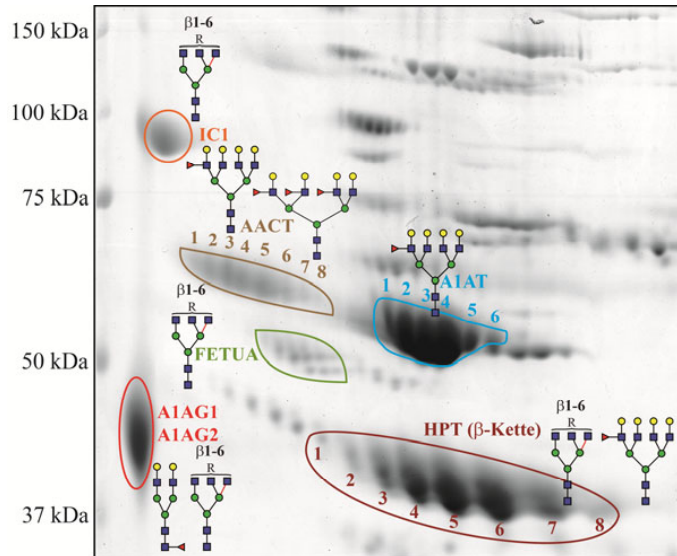 150 kDa
β1-6
R
100 kDa
IC1
75 kDa
AACT
1 2 3 4 5 6 7 8
β1-6
R
A1AT
1 2 3 4 5 6
50 kDa
FETUA
A1AG1
A1AG2
β1-6
R
HPT (β-Kette)
β1-6
R
1 2 3 4 5 6 7 8
37 kDa